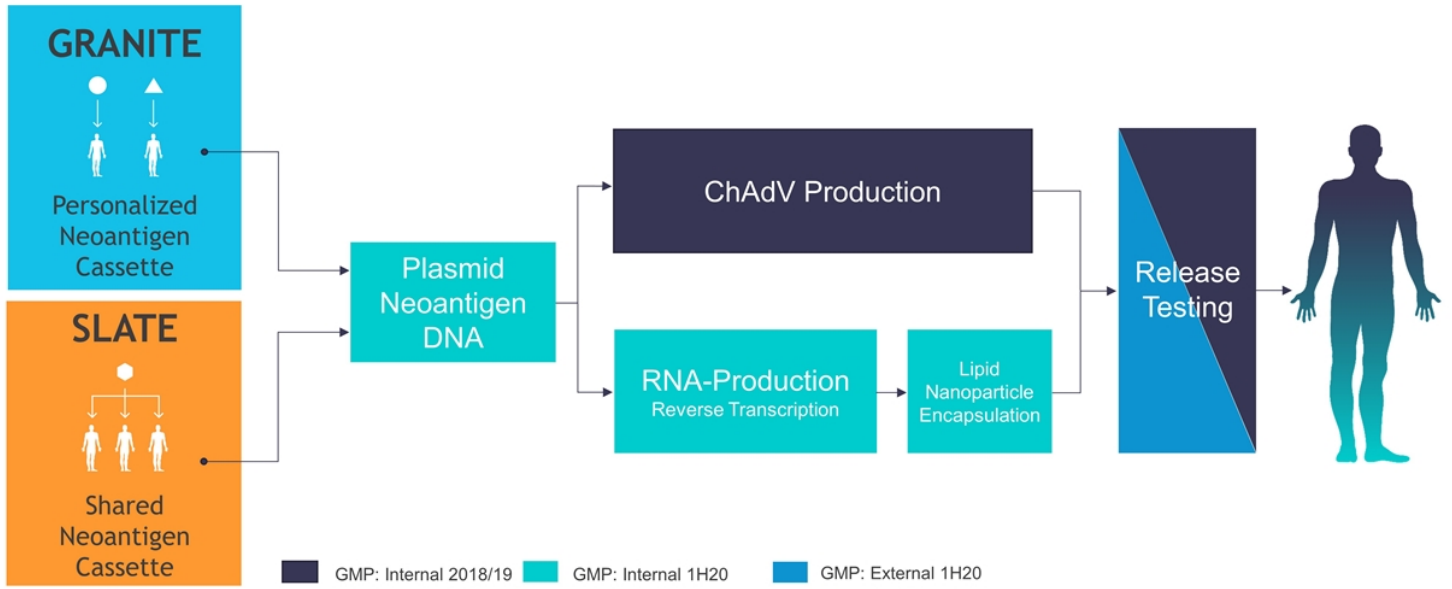 GRANITE
Personalized
Neoantigen
Cassette
SLATE
Shared
Neoantigen
Cassette
Plasmid
Neoantigen
DNA
ChAdV Production
RNA-Production
Reverse Transcription
Lipid
Nanoparticle
Encapsulation
Release
Testing
GMP: Internal 2018/19
GMP: Internal 1H20
GMP: External 1H20